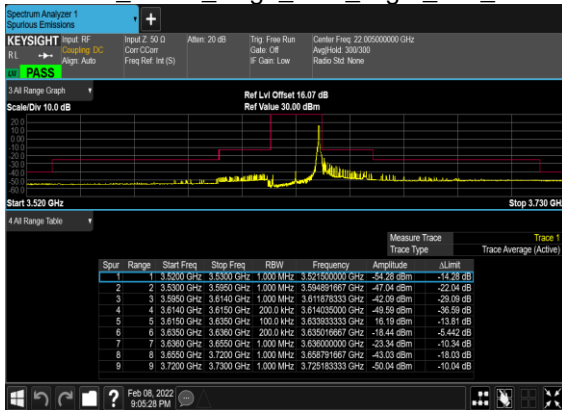 Spectrum Analyzer 1
Spurious Emissions
KEYSIGHT Input: RF Input Z: 50 Ω Atten: 20 dB Trig: Free Run Center Freq: 22.005000000 GHz
RL Coupling: DC Corr CCorr Gate: Off Avg|Hold: 300/300
Align: Auto Freq Ref: Int (S) IF Gain: Low Radio Std: None
PASS
3 All Range Graph Ref Lvl Offset 16.07 dB
Scale/Div 10.0 dB Ref Value 30.00 dBm
20.0
10.0
0.00
-10.0
-20.0
-30.0
-40.0
-50.0
-60.0
Start 3.520 GHz Stop 3.730 GH
4 All Range Table
Measure Trace Trace 1
Trace Type Trace Average (Active)
Spur Range Start Freq Stop Freq RBW Frequency Amplitude ΔLimit
1 1 3.5200 GHz 3.5300 GHz 1.000 MHz 3.521500000 GHz -54.28 dBm -14.28 dB
2 2 3.5300 GHz 3.5950 GHz 1.000 MHz 3.594891667 GHz -47.04 dBm -22.04 dB
3 3 3.5950 GHz 3.6140 GHz 1.000 MHz 3.611878333 GHz -42.09 dBm -29.09 dB
4 4 3.6140 GHz 3.6150 GHz 200.0 kHz 3.614035000 GHz -49.59 dBm -36.59 dB
5 5 3.6150 GHz 3.6350 GHz 100.0 kHz 3.633933333 GHz 16.19 dBm -13.81 dB
6 6 3.6350 GHz 3.6360 GHz 200.0 kHz 3.635016667 GHz -18.44 dBm -5.442 dB
7 7 3.6360 GHz 3.6550 GHz 1.000 MHz 3.636000000 GHz -23.34 dBm -10.34 dB
8 8 3.6550 GHz 3.7200 GHz 1.000 MHz 3.658791667 GHz -43.03 dBm -18.03 dB
9 9 3.7200 GHz 3.7300 GHz 1.000 MHz 3.725183333 GHz -50.04 dBm -10.04 dB
Feb 08, 2022
9:05:28 PM